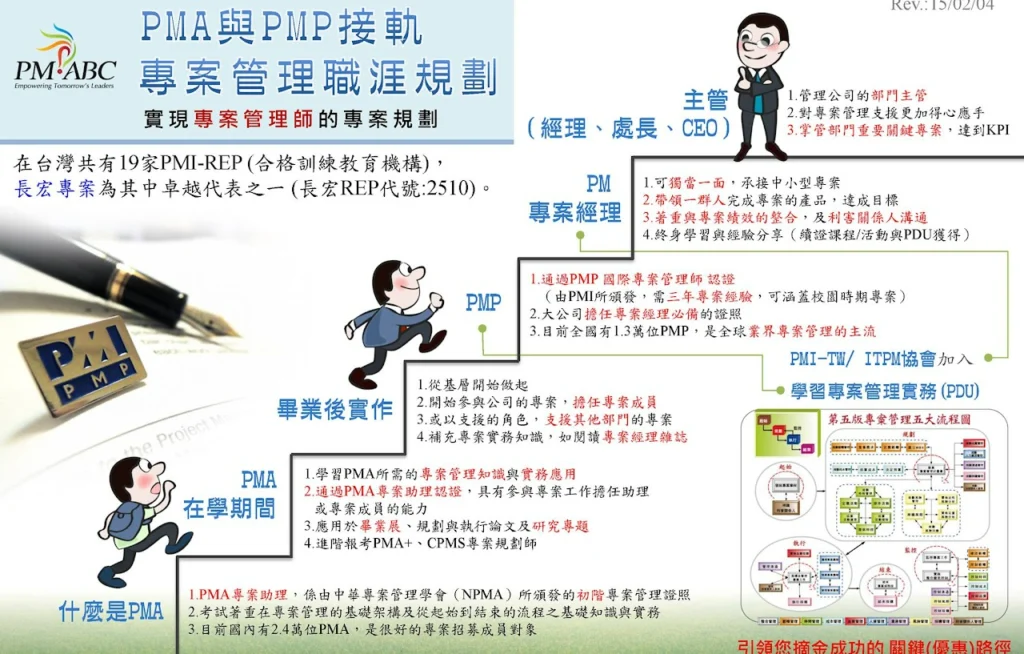 Rev.:15/02/04
PM ABC
Empowering Tomorrow's Leaders
PMA與PMP接軌
專案管理職涯規劃
實現專案管理師的專案規劃
在台灣共有19家PMI-REP (合格訓練教育機構)，
長宏專案為其中卓越代表之一 (長宏REP代號:2510)。
主管
(經理、處長、CEO)
1.管理公司的部門主管
2.對專案管理支援更加得心應手
3.掌管部門重要關鍵專案，達到KPI
PM
專案經理
1.可獨當一面，承接中小型專案
2.帶領一群人完成專案的產品，達成目標
3.著重與專案績效的整合，及利害關係人溝通
4.終身學習與經驗分享（續證課程/活動與PDU獲得）
PMP
1.通過PMP 國際專案管理師 認證
（由PMI所頒發，需三年專案經驗，可涵蓋校園時期專案）
2.大公司擔任專案經理必備的證照
3.目前全國有1.3萬位PMP，是全球業界專案管理的主流
PMI-TW/ ITPM協會加入
學習專案管理實務(PDU)
畢業後實作
1.從基層開始做起
2.開始參與公司的專案，擔任專案成員
3.或以支援的角色，支援其他部門的專案
4.補充專案實務知識，如閱讀專案經理雜誌
PMA
在學期間
1.學習PMA所需的專案管理知識與實務應用
2.通過PMA專案助理認證，具有參與專案工作擔任助理
或專案成員的能力
3.應用於畢業展、規劃與執行論文及研究專題
4.進階報考PMA+、CPMS專案規劃師
什麼是PMA
1.PMA專案助理，係由中華專案管理學會（NPMA）所頒發的初階專案管理證照
2.考試著重在專案管理的基礎架構及從起始到結束的流程之基礎知識與實務
3.目前國內有2.4萬位PMA，是很好的專案招募成員對象
PMI
PMP
the Project M
第五版專案管理五大流程圖
規劃
起始
執行
監控
結束
引領您摘金成功的 關鍵(優惠)路徑